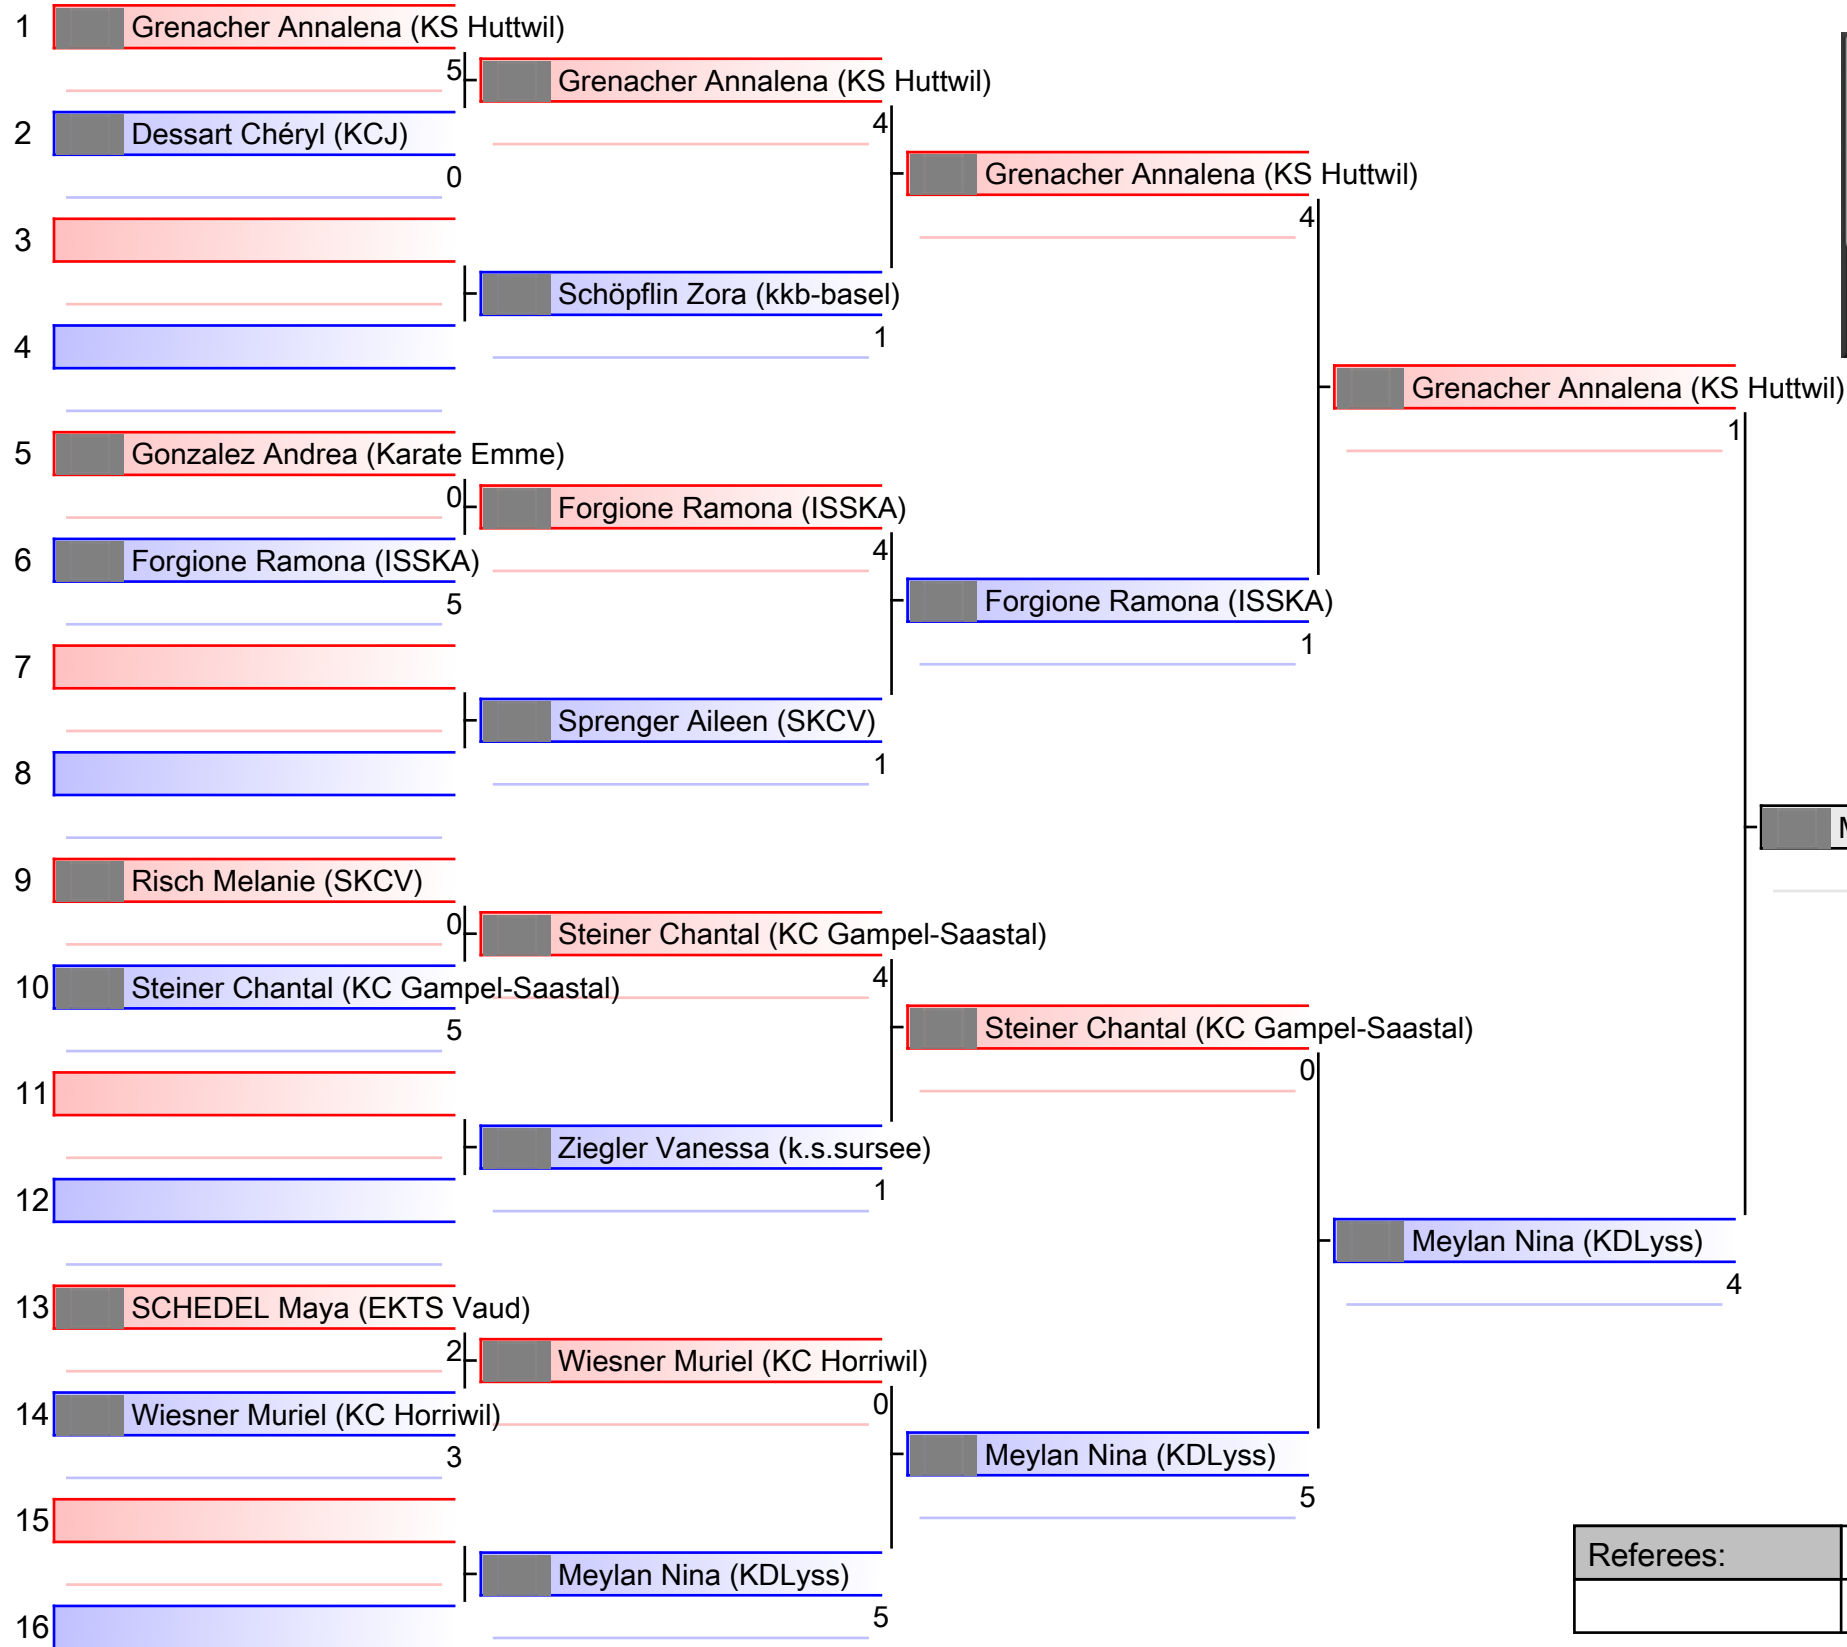 1 Grenacher Annalena (KS Huttwil)
5 Grenacher Annalena (KS Huttwil)
2 Dessart Chéryl (KCJ)
4
0
Grenacher Annalena (KS Huttwil)
3
4
Schöpflin Zora (kkb-basel)
4
1
Grenacher Annalena (KS Huttwil)
1
5 Gonzalez Andrea (Karate Emme)
0 Forgione Ramona (ISSKA)
6 Forgione Ramona (ISSKA)
4
5
Forgione Ramona (ISSKA)
7
1
Sprenger Aileen (SKCV)
8
1
M
9 Risch Melanie (SKCV)
0 Steiner Chantal (KC Gampel-Saastal)
10 Steiner Chantal (KC Gampel-Saastal)
4
5
Steiner Chantal (KC Gampel-Saastal)
11
0
Ziegler Vanessa (k.s.sursee)
12
1
Meylan Nina (KDLyss)
4
13 SCHEDEL Maya (EKTS Vaud)
2 Wiesner Muriel (KC Horriwil)
14 Wiesner Muriel (KC Horriwil)
0
3
Meylan Nina (KDLyss)
15
5
Meylan Nina (KDLyss)
Referees:
16
5